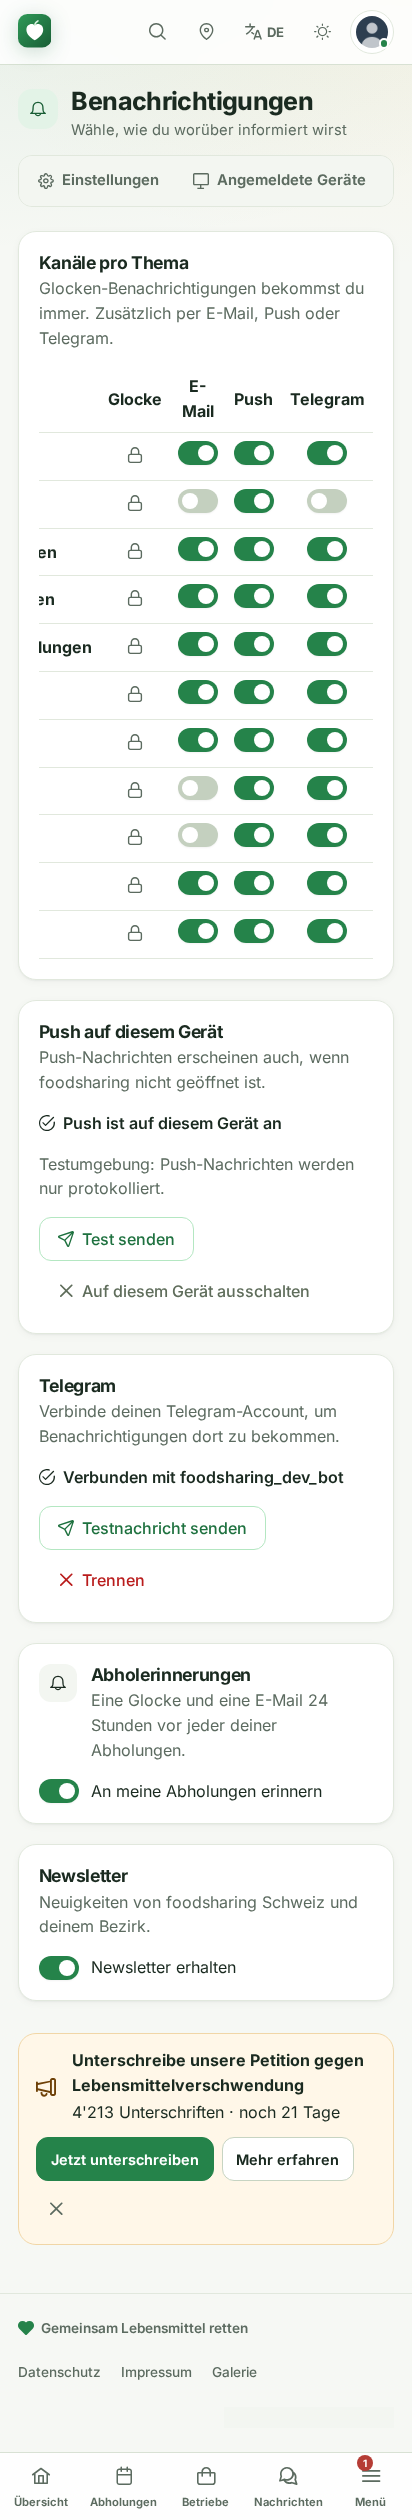 DE
Benachrichtigungen
Wähle, wie du worüber informiert wirst
Einstellungen
Angemeldete Geräte
Kanäle pro Thema
Glocken-Benachrichtigungen bekommst du
immer. Zusätzlich per E-Mail, Push oder
Telegram.
Glocke E-Mail Push Telegram
en
en
lungen
Push auf diesem Gerät
Push-Nachrichten erscheinen auch, wenn
foodsharing nicht geöffnet ist.
Push ist auf diesem Gerät an
Testumgebung: Push-Nachrichten werden
nur protokolliert.
Test senden
Auf diesem Gerät ausschalten
Telegram
Verbinde deinen Telegram-Account, um
Benachrichtigungen dort zu bekommen.
Verbunden mit foodsharing_dev_bot
Testnachricht senden
Trennen
Abholerinnerungen
Eine Glocke und eine E-Mail 24
Stunden vor jeder deiner
Abholungen.
An meine Abholungen erinnern
Newsletter
Neuigkeiten von foodsharing Schweiz und
deinem Bezirk.
Newsletter erhalten
Unterschreibe unsere Petition gegen
Lebensmittelverschwendung
4'213 Unterschriften · noch 21 Tage
Jetzt unterschreiben
Mehr erfahren
Gemeinsam Lebensmittel retten
Datenschutz Impressum Galerie
1
Übersicht Abholungen Betriebe Nachrichten Menü